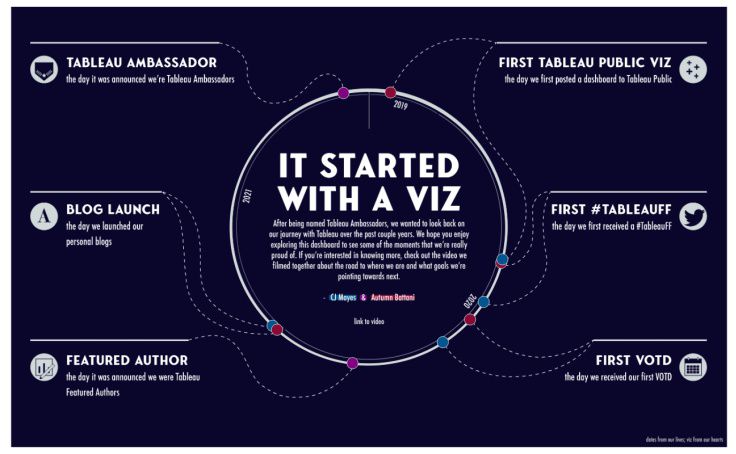 TABLEAU AMBASSADOR
the day it was announced we're Tableau Ambassadors
FIRST TABLEAU PUBLIC VIZ
the day we first posted a dashboard to Tableau Public
2019
2021
IT STARTED
WITH A VIZ
After being named Tableau Ambassadors, we wanted to look back on
our journey with Tableau over the past couple years. We hope you enjoy
exploring this dashboard to see some of the moments that we're really
proud of. If you're interested in knowing more, check out the video we
filmed together about the road to where we are and what goals we're
pointing towards next.
- CJ Mayes & Autumn Battani
link to video
A
BLOG LAUNCH
the day we launched our
personal blogs
FIRST #TABLEAUFF
the day we first received a #TableauFF
2020
FEATURED AUTHOR
the day it was announced we were Tableau
Featured Authors
FIRST VOTD
the day we received our first VOTD
dates from our lives; viz from our hearts